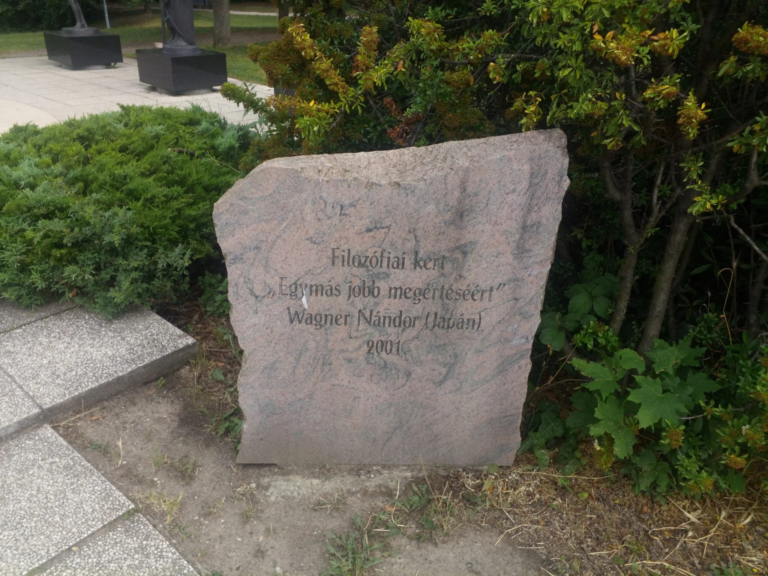 Filozófiai kert
„Egymás jobb megértéséért”
Wagner Nándor (Japán)
2001